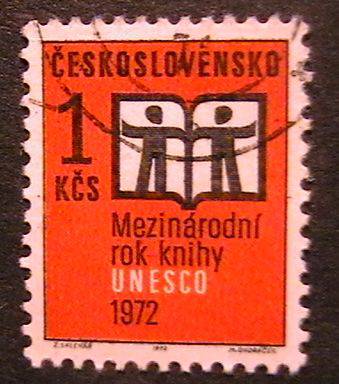 ČESKOSLOVENSKO
1
KČS
Mezinárodní
rok knihy
UNESCO
1972